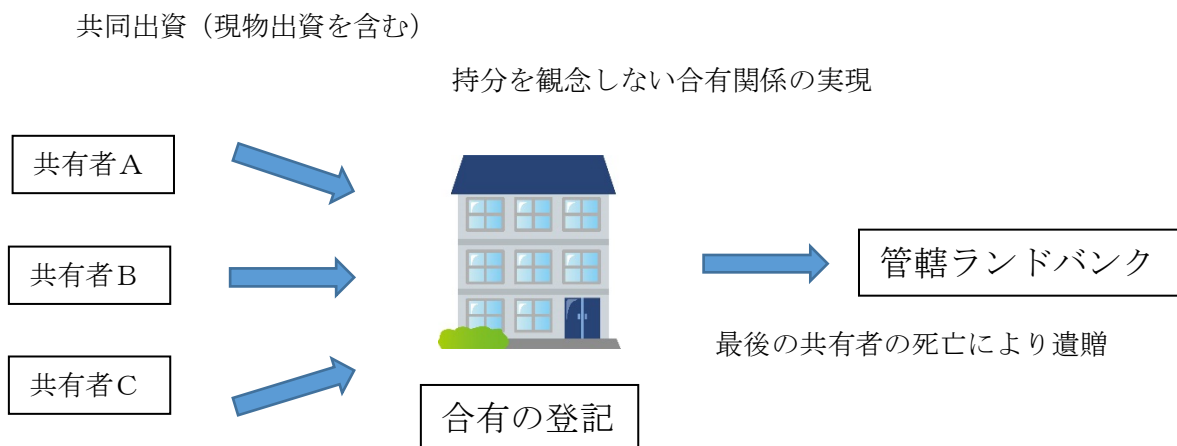 共同出資（現物出資を含む）
持分を観念しない合有関係の実現
共有者Ａ
共有者Ｂ
管轄ランドバンク
最後の共有者の死亡により遺贈
共有者Ｃ
合有の登記